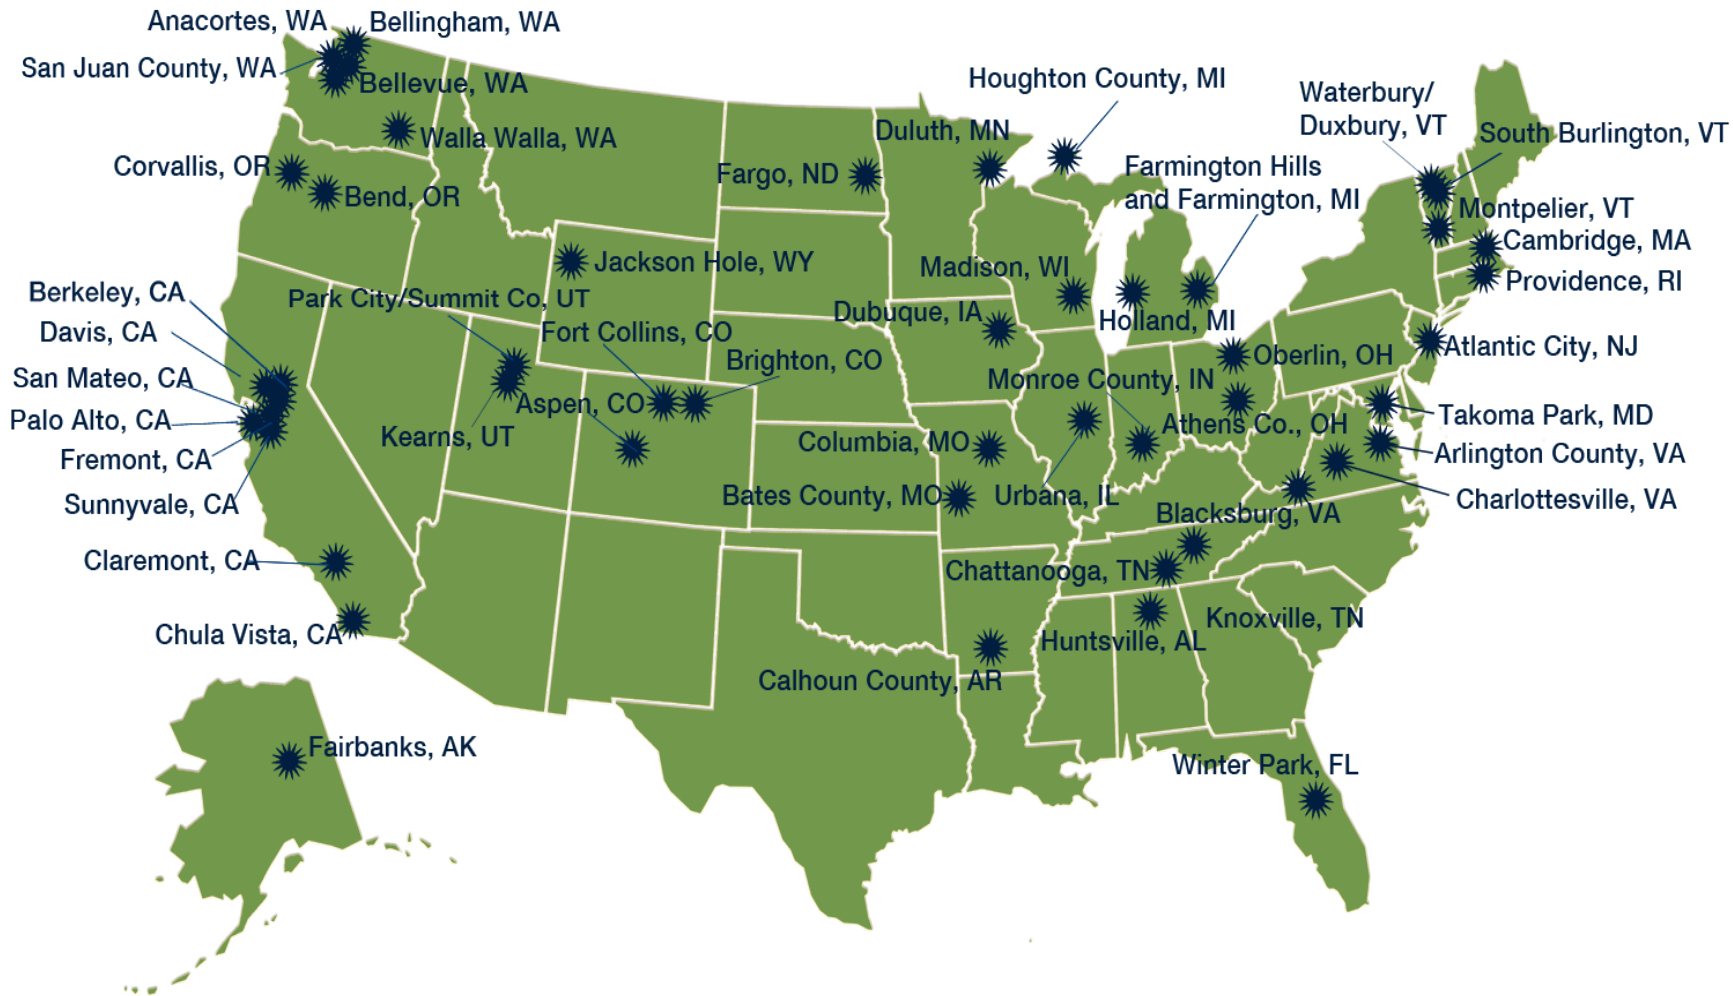 Anacortes, WA
Bellingham, WA
San Juan County, WA
Bellevue, WA
Walla Walla, WA
Corvallis, OR
Bend, OR
Houghton County, MI
Duluth, MN
Fargo, ND
Waterbury/
Duxbury, VT
South Burlington, VT
Farmington Hills
and Farmington, MI
Montpelier, VT
Cambridge, MA
Providence, RI
Jackson Hole, WY
Madison, WI
Berkeley, CA
Park City/Summit Co, UT
Dubuque, IA
Holland, MI
Davis, CA
Fort Collins, CO
Brighton, CO
Oberlin, OH
Atlantic City, NJ
San Mateo, CA
Monroe County, IN
Aspen, CO
Palo Alto, CA
Kearns, UT
Athens Co., OH
Takoma Park, MD
Columbia, MO
Arlington County, VA
Fremont, CA
Bates County, MO
Urbana, IL
Charlottesville, VA
Sunnyvale, CA
Blacksburg, VA
Claremont, CA
Chattanooga, TN
Knoxville, TN
Chula Vista, CA
Huntsville, AL
Calhoun County, AR
Fairbanks, AK
Winter Park, FL